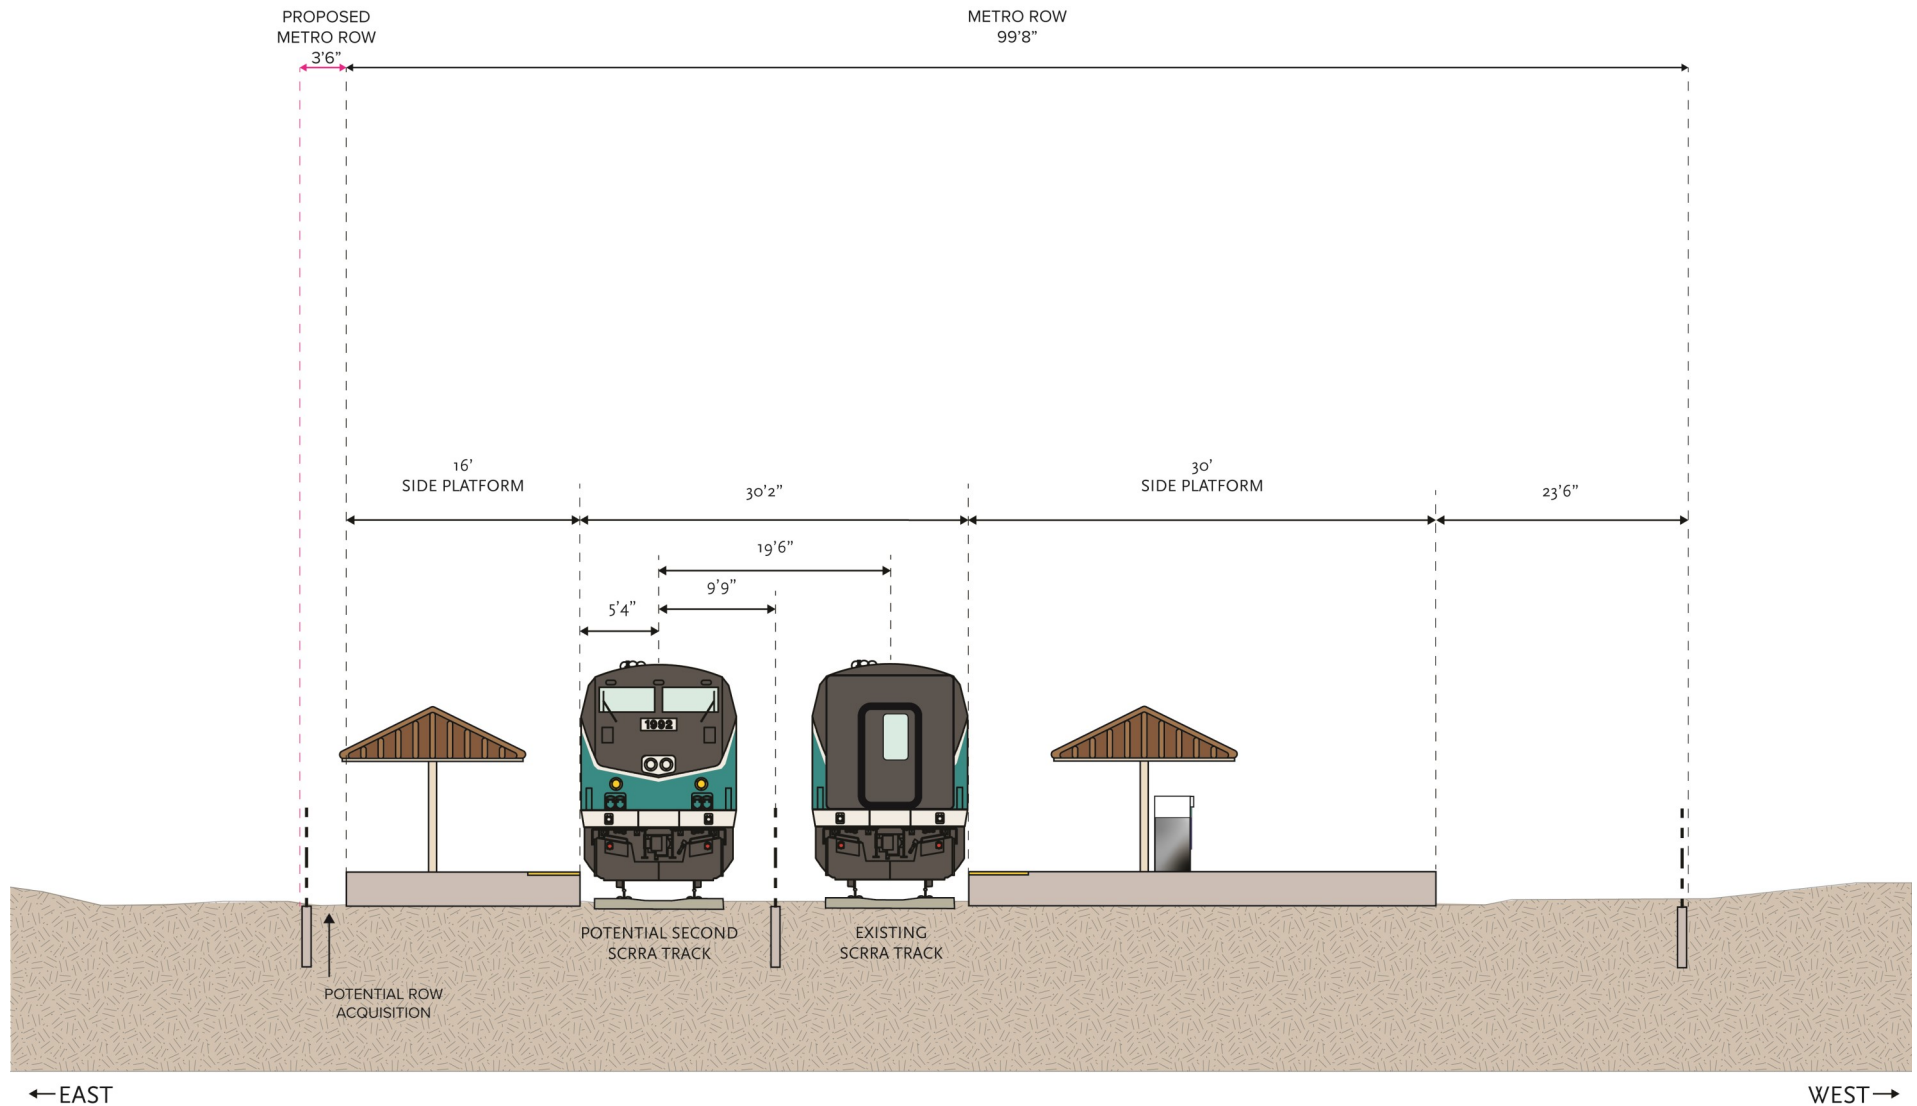 PROPOSED
METRO ROW
3’6”
METRO ROW
99’8”
16’
SIDE PLATFORM
30’2”
30’
SIDE PLATFORM
23’6”
19’6”
9’9”
5’4”
1992
POTENTIAL SECOND
SCRRA TRACK
EXISTING
SCRRA TRACK
POTENTIAL ROW
ACQUISITION
←EAST
WEST→